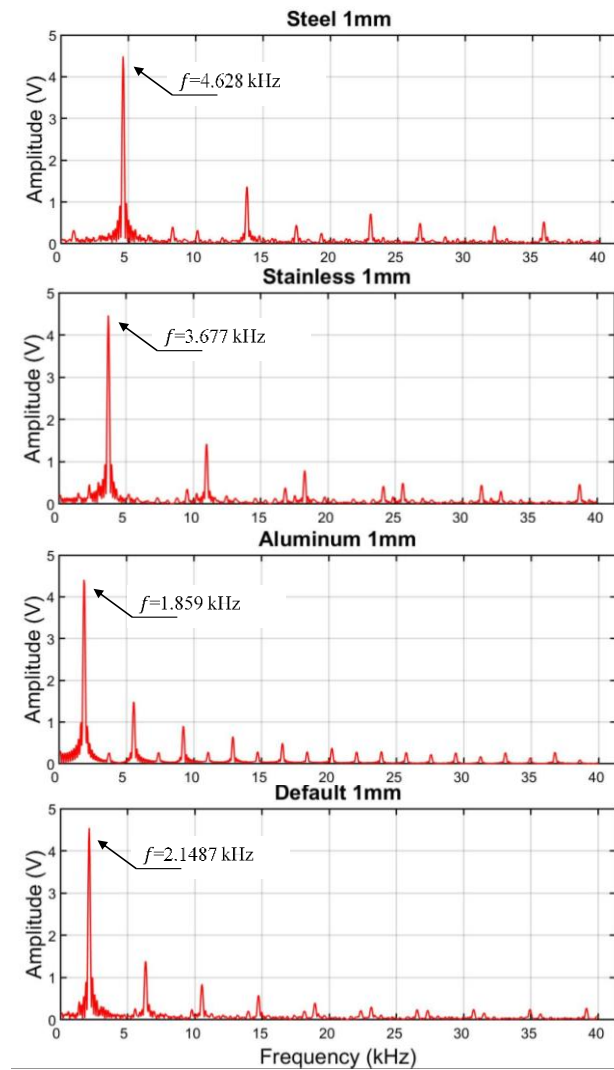 Steel 1mm
5
4
3
2
1
0
Amplitude (V)
f=4.628 kHz
0 5 10 15 20 25 30 35 40
Stainless 1mm
5
4
3
2
1
0
Amplitude (V)
f=3.677 kHz
0 5 10 15 20 25 30 35 40
Aluminum 1mm
5
4
3
2
1
0
Amplitude (V)
f=1.859 kHz
0 5 10 15 20 25 30 35 40
Default 1mm
5
4
3
2
1
0
Amplitude (V)
f=2.1487 kHz
0 5 10 15 20 25 30 35 40
Frequency (kHz)